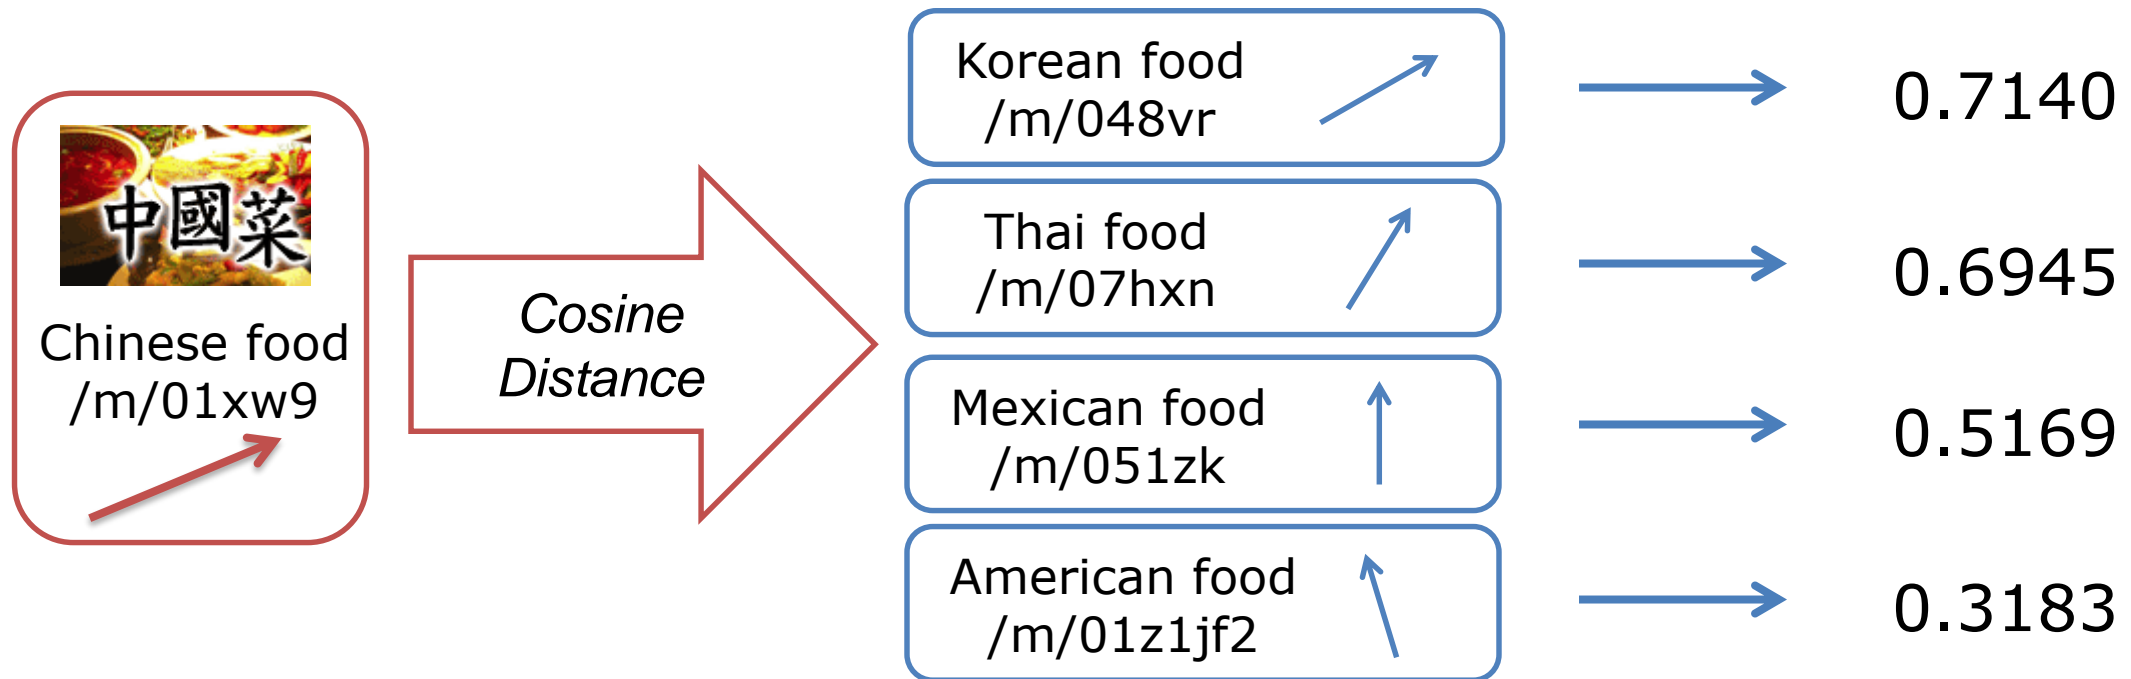 中國菜
Chinese food
/m/01xw9
Cosine
Distance
Korean food
/m/048vr
0.7140
Thai food
/m/07hxn
0.6945
Mexican food
/m/051zk
0.5169
American food
/m/01z1jf2
0.3183